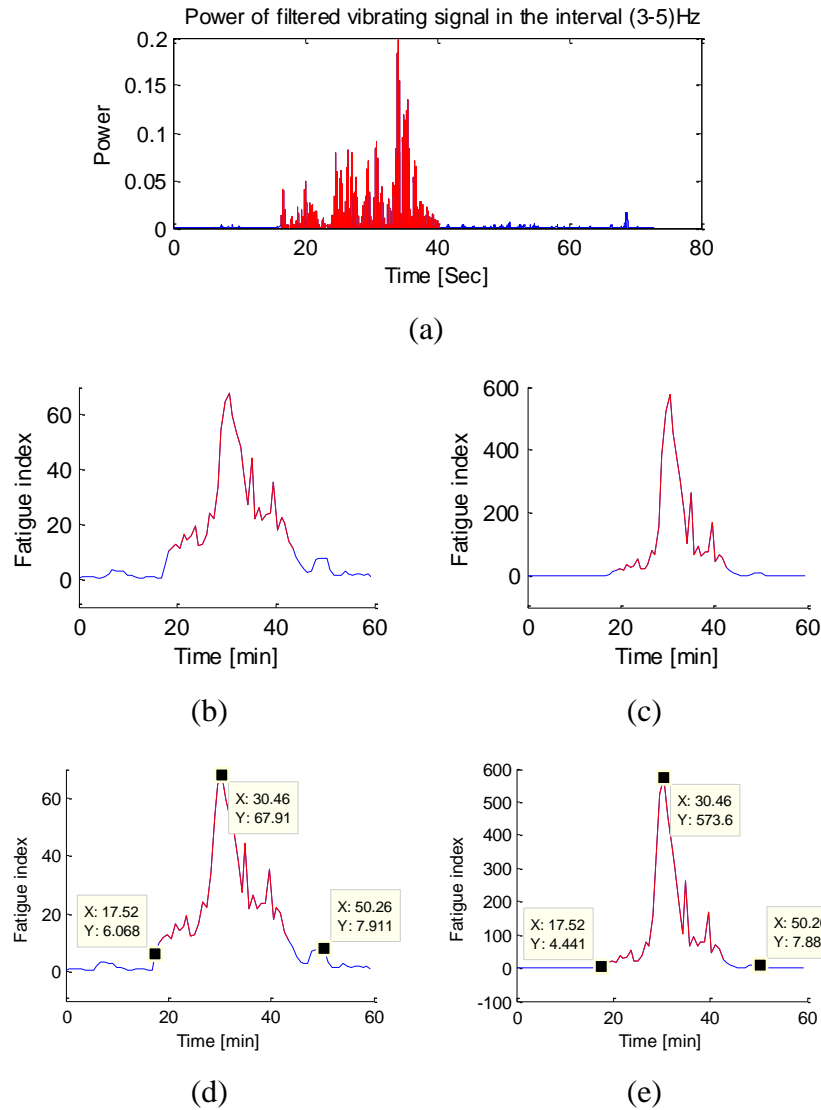 Power of filtered vibrating signal in the interval (3-5)Hz
0.2
0.15
0.1
0.05
0
Power
0 20 40 60 80
Time [Sec]
(a)
60
40
20
0
Fatigue index
0 20 40 60
Time [min]
(b)
600
400
200
0
Fatigue index
0 20 40 60
Time [min]
(c)
60
40
20
0
Fatigue index
X: 30.46
Y: 67.91
X: 17.52
Y: 6.068
X: 50.26
Y: 7.911
0 20 40 60
Time [min]
(d)
600
500
400
300
200
100
0
-100
Fatigue index
X: 30.46
Y: 573.6
X: 17.52
Y: 4.441
X: 50.20
Y: 7.88
0 20 40 60
Time [min]
(e)